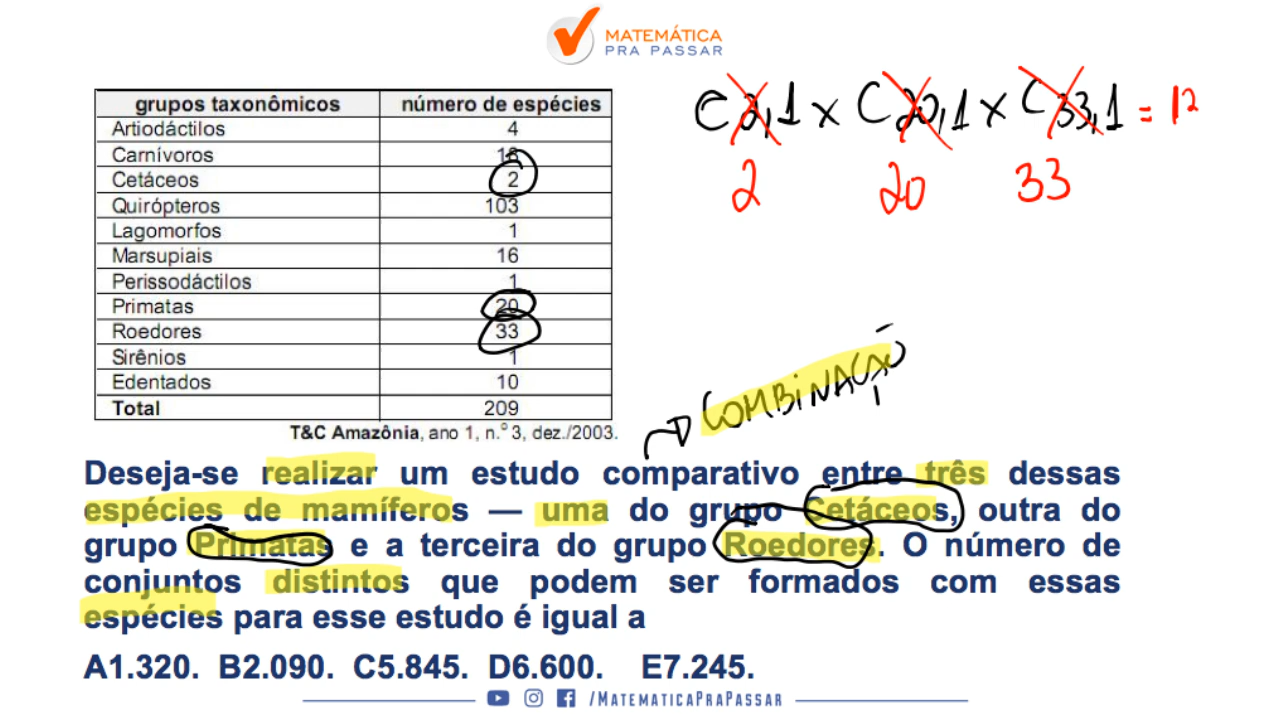 MATEMÁTICA
PRA PASSAR
grupos taxonômicos número de espécies
Artiodáctilos 4
Carnívoros 18
Cetáceos 2
Quirópteros 103
Lagomorfos 1
Marsupiais 16
Perissodáctilos 1
Primatas 20
Roedores 33
Sirênios 1
Edentados 10
Total 209
T&C Amazônia, ano 1, n.º 3, dez./2003.
C2,1 x C20,1 x C33,1 = 12
2 20 33
COMBINAÇÃO
Deseja-se realizar um estudo comparativo entre três dessas
espécies de mamíferos — uma do grupo Cetáceos, outra do
grupo Primatas e a terceira do grupo Roedores. O número de
conjuntos distintos que podem ser formados com essas
espécies para esse estudo é igual a
A1.320. B2.090. C5.845. D6.600. E7.245.
/MATEMATICAPRAPASSAR